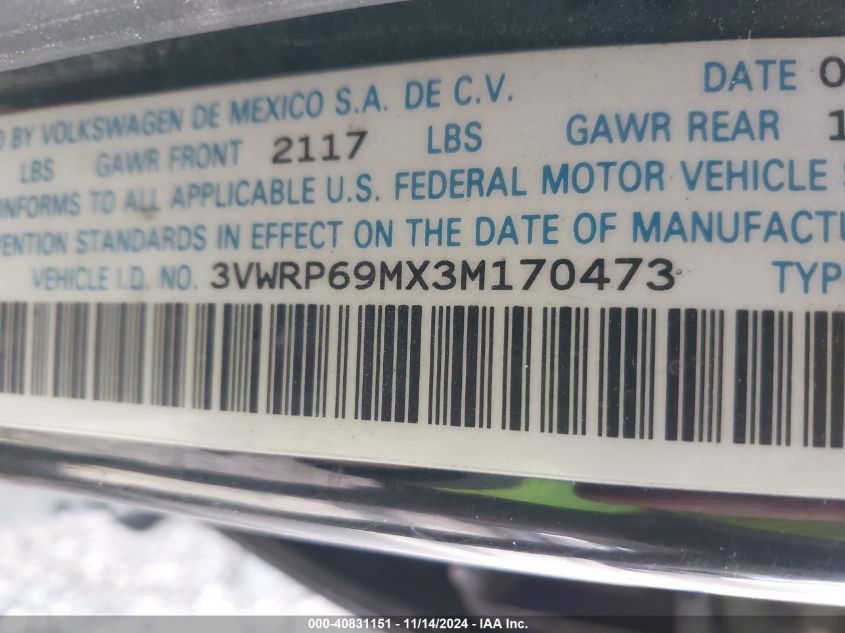 D BY VOLKSWAGEN DE MEXICO S.A. DE C.V. DATE 0
LBS GAWR FRONT 2117 LBS GAWR REAR 1
ONFORMS TO ALL APPLICABLE U.S. FEDERAL MOTOR VEHICLE S
VENTION STANDARDS IN EFFECT ON THE DATE OF MANUFACTU
VEHICLE I.D. NO. 3VWRP69MX3M170473 TYP
000-40831151 - 11/14/2024 - IAA Inc.